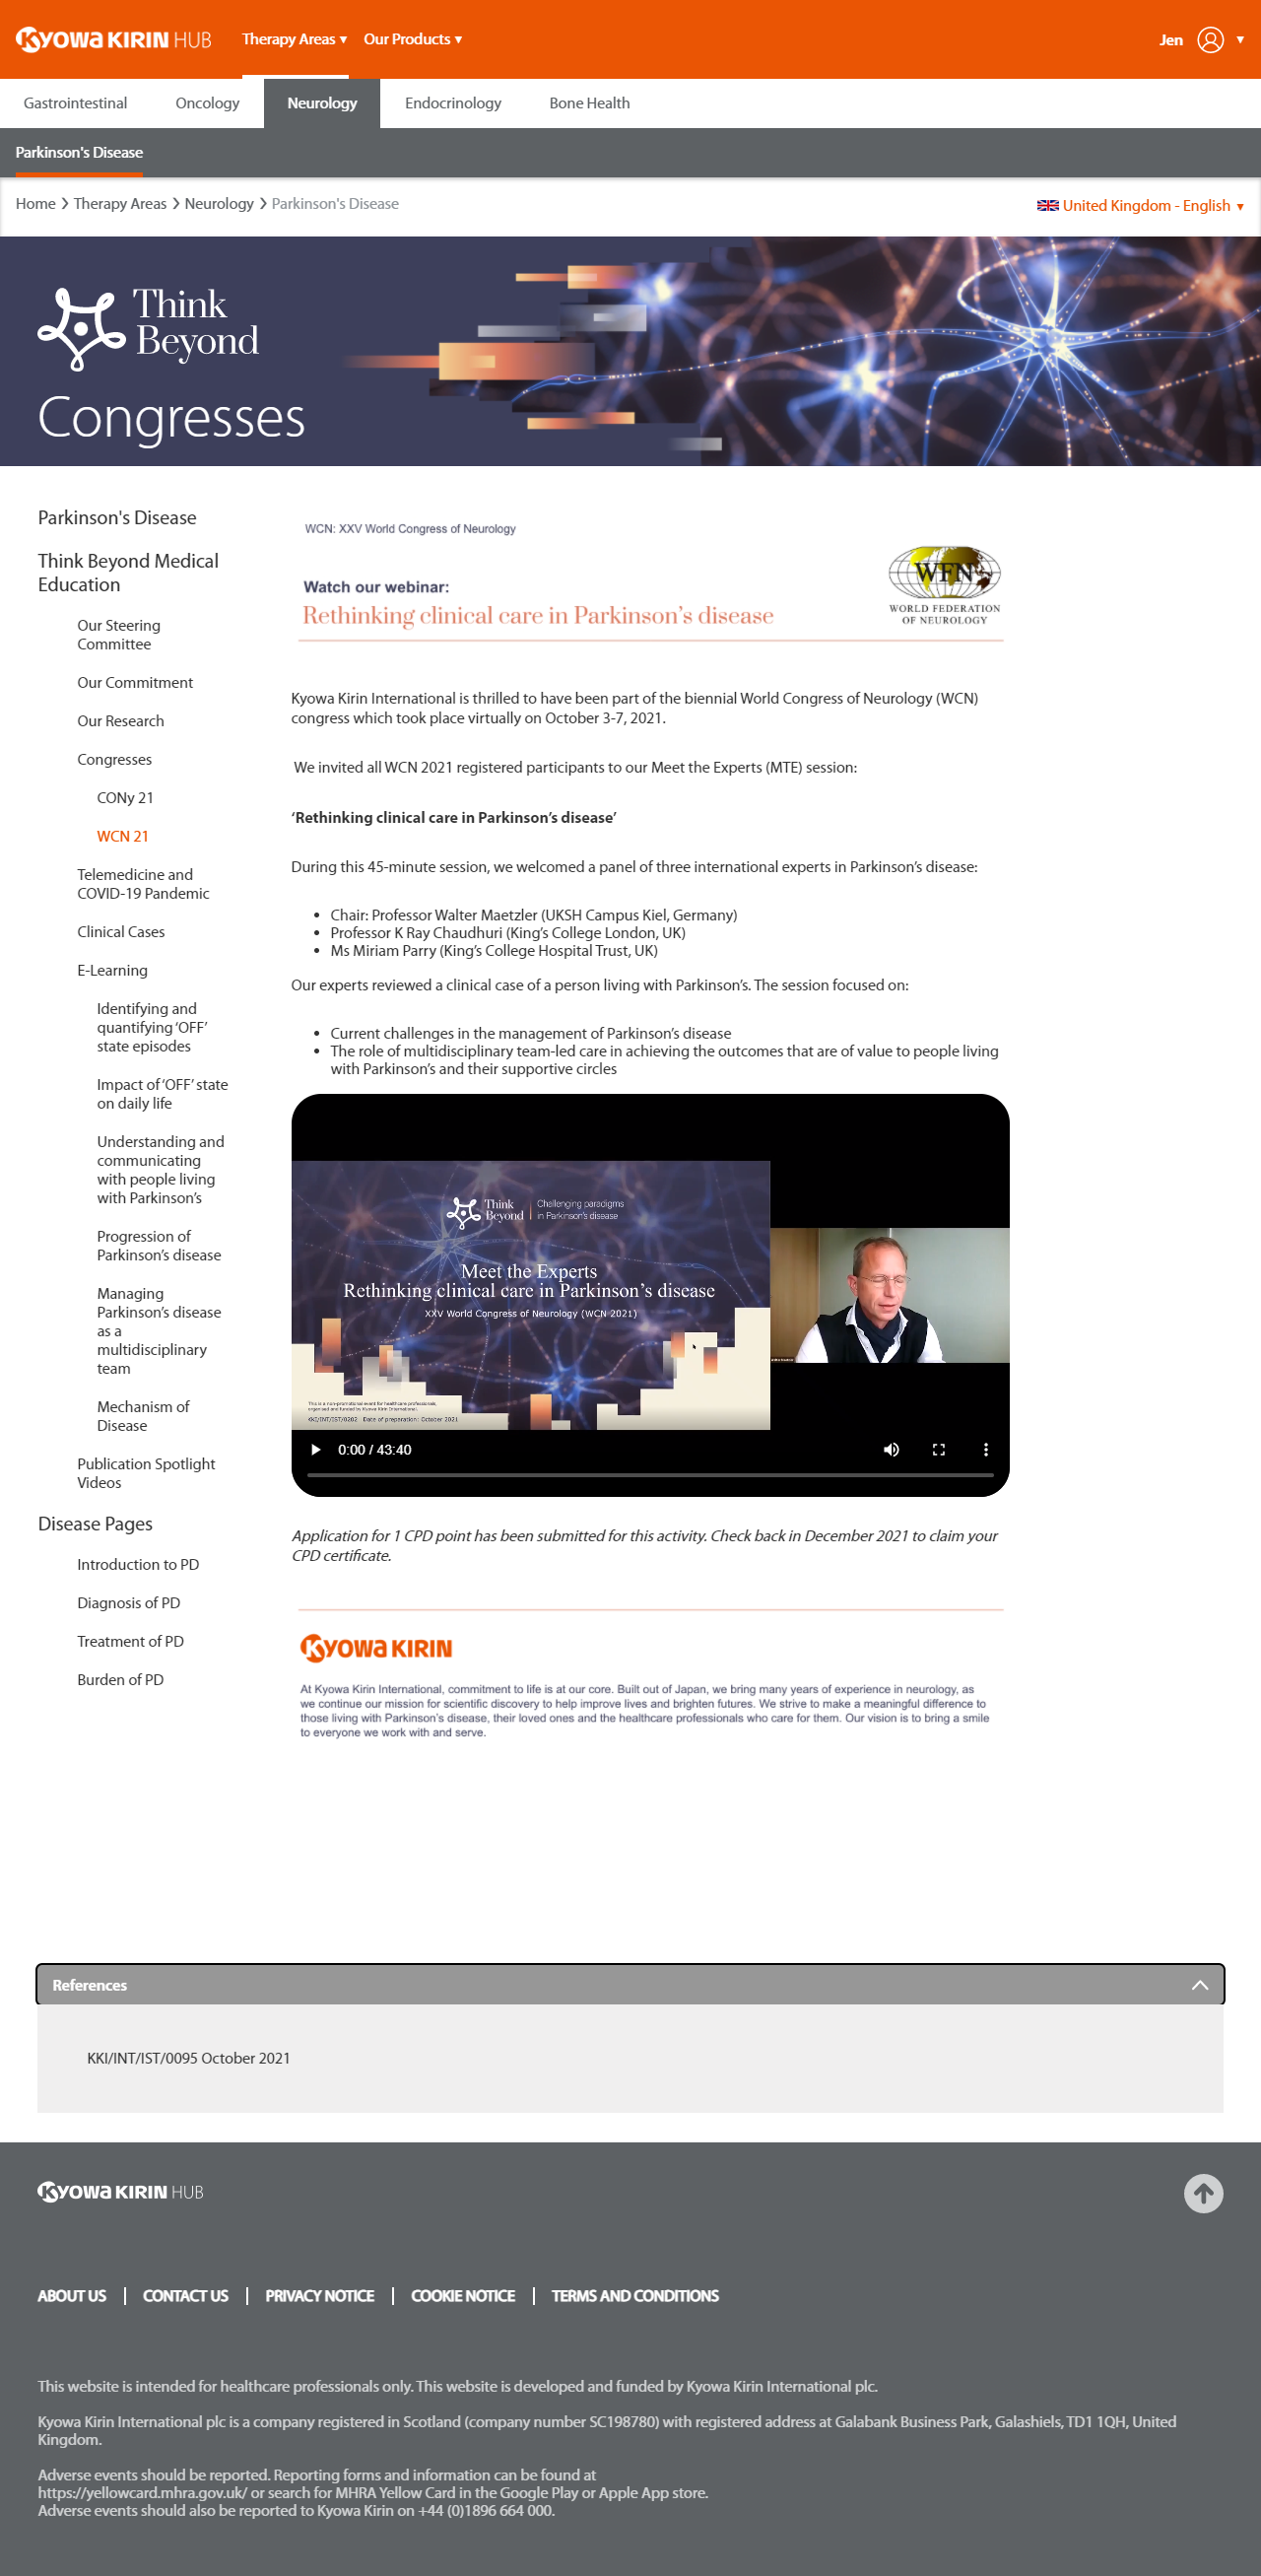 KYOWA KIRIN HUB
Therapy Areas ▼ Our Products ▼
Jen ▼
Gastrointestinal Oncology Neurology Endocrinology Bone Health
Parkinson's Disease
Home > Therapy Areas > Neurology > Parkinson's Disease
United Kingdom - English ▼
Think
Beyond
Congresses
Parkinson's Disease
Think Beyond Medical
Education
Our Steering
Committee
Our Commitment
Our Research
Congresses
CONy 21
WCN 21
Telemedicine and
COVID-19 Pandemic
Clinical Cases
E-Learning
Identifying and
quantifying ‘OFF’
state episodes
Impact of ‘OFF’ state
on daily life
Understanding and
communicating
with people living
with Parkinson’s
Progression of
Parkinson’s disease
Managing
Parkinson’s disease
as a
multidisciplinary
team
Mechanism of
Disease
Publication Spotlight
Videos
Disease Pages
Introduction to PD
Diagnosis of PD
Treatment of PD
Burden of PD
WCN: XXV World Congress of Neurology
Watch our webinar:
Rethinking clinical care in Parkinson’s disease
WFN
WORLD FEDERATION
OF NEUROLOGY
Kyowa Kirin International is thrilled to have been part of the biennial World Congress of Neurology (WCN)
congress which took place virtually on October 3-7, 2021.
We invited all WCN 2021 registered participants to our Meet the Experts (MTE) session:
‘Rethinking clinical care in Parkinson’s disease’
During this 45-minute session, we welcomed a panel of three international experts in Parkinson’s disease:
• Chair: Professor Walter Maetzler (UKSH Campus Kiel, Germany)
• Professor K Ray Chaudhuri (King’s College London, UK)
• Ms Miriam Parry (King’s College Hospital Trust, UK)
Our experts reviewed a clinical case of a person living with Parkinson’s. The session focused on:
• Current challenges in the management of Parkinson’s disease
• The role of multidisciplinary team-led care in achieving the outcomes that are of value to people living
with Parkinson’s and their supportive circles
Think
Beyond
Challenging paradigms
in Parkinson’s disease
Meet the Experts
Rethinking clinical care in Parkinson’s disease
XXV World Congress of Neurology (WCN 2021)
This is a non-promotional event for healthcare professionals,
organised and funded by Kyowa Kirin International.
KKI/INT/IST/0202 Date of preparation: October 2021
0:00 / 43:40
Application for 1 CPD point has been submitted for this activity. Check back in December 2021 to claim your
CPD certificate.
KYOWA KIRIN
At Kyowa Kirin International, commitment to life is at our core. Built out of Japan, we bring many years of experience in neurology, as
we continue our mission for scientific discovery to help improve lives and brighten futures. We strive to make a meaningful difference to
those living with Parkinson’s disease, their loved ones and the healthcare professionals who care for them. Our vision is to bring a smile
to everyone we work with and serve.
References
KKI/INT/IST/0095 October 2021
KYOWA KIRIN HUB
ABOUT US | CONTACT US | PRIVACY NOTICE | COOKIE NOTICE | TERMS AND CONDITIONS
This website is intended for healthcare professionals only. This website is developed and funded by Kyowa Kirin International plc.
Kyowa Kirin International plc is a company registered in Scotland (company number SC198780) with registered address at Galabank Business Park, Galashiels, TD1 1QH, United
Kingdom.
Adverse events should be reported. Reporting forms and information can be found at
https://yellowcard.mhra.gov.uk/ or search for MHRA Yellow Card in the Google Play or Apple App store.
Adverse events should also be reported to Kyowa Kirin on +44 (0)1896 664 000.